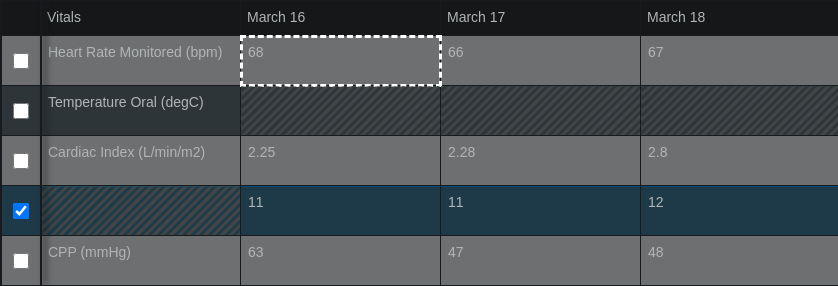 Vitals March 16 March 17 March 18
Heart Rate Monitored (bpm) 68 66 67
Temperature Oral (degC)
Cardiac Index (L/min/m2) 2.25 2.28 2.8
11 11 12
CPP (mmHg) 63 47 48